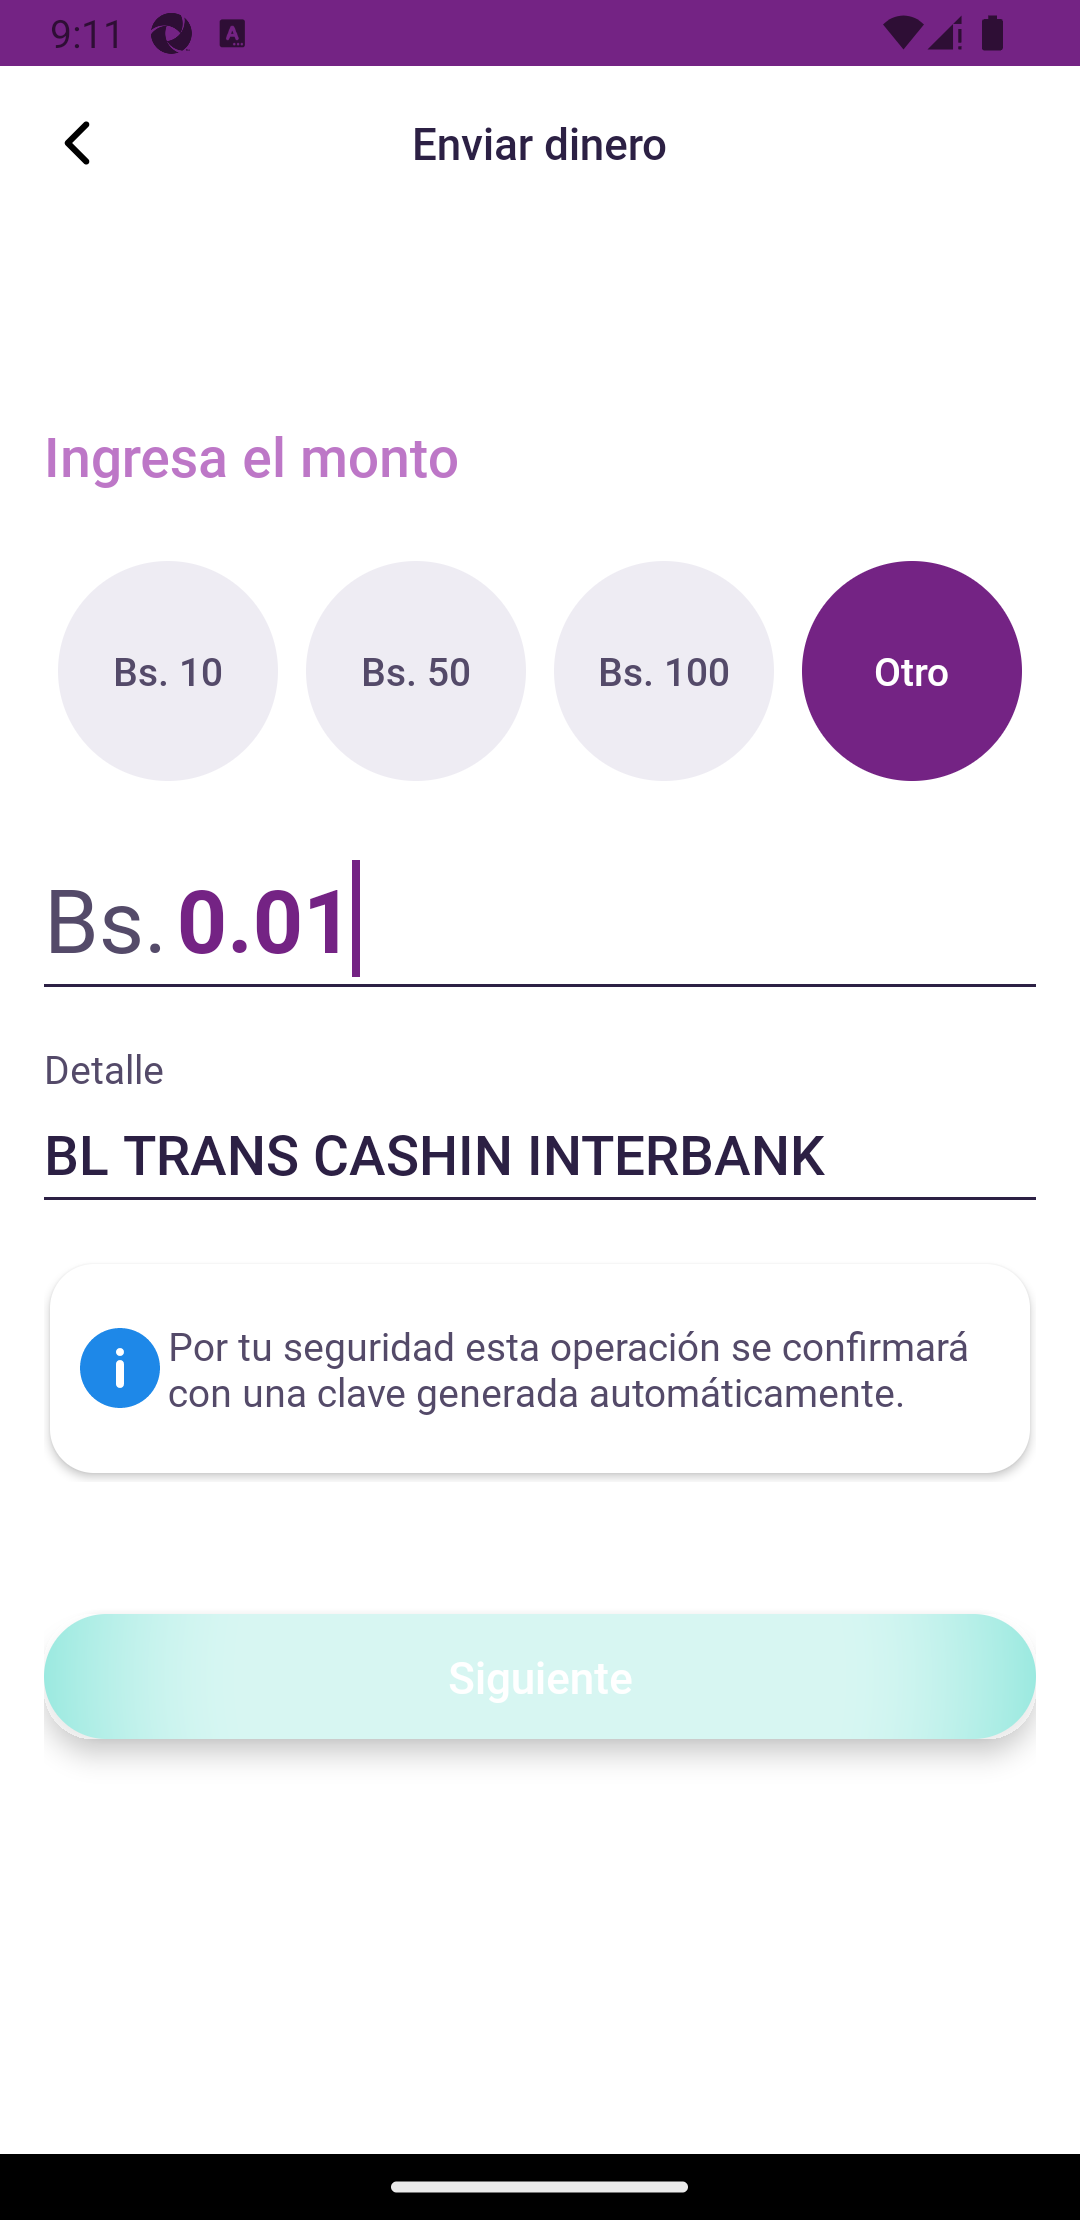 9:11
Enviar dinero
Ingresa el monto
Bs. 10 Bs. 50 Bs. 100 Otro
Bs. 0.01
Detalle
BL TRANS CASHIN INTERBANK
Por tu seguridad esta operación se confirmará
con una clave generada automáticamente.
Siguiente